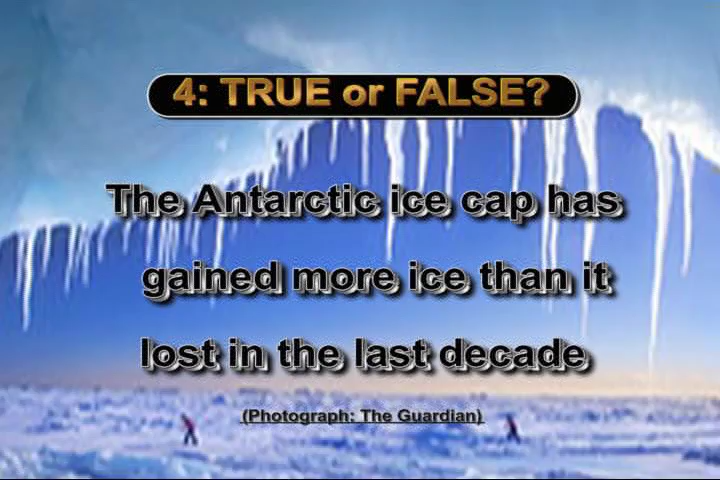 4: TRUE or FALSE?
The Antarctic ice cap has
gained more ice than it
lost in the last decade
(Photograph: The Guardian)